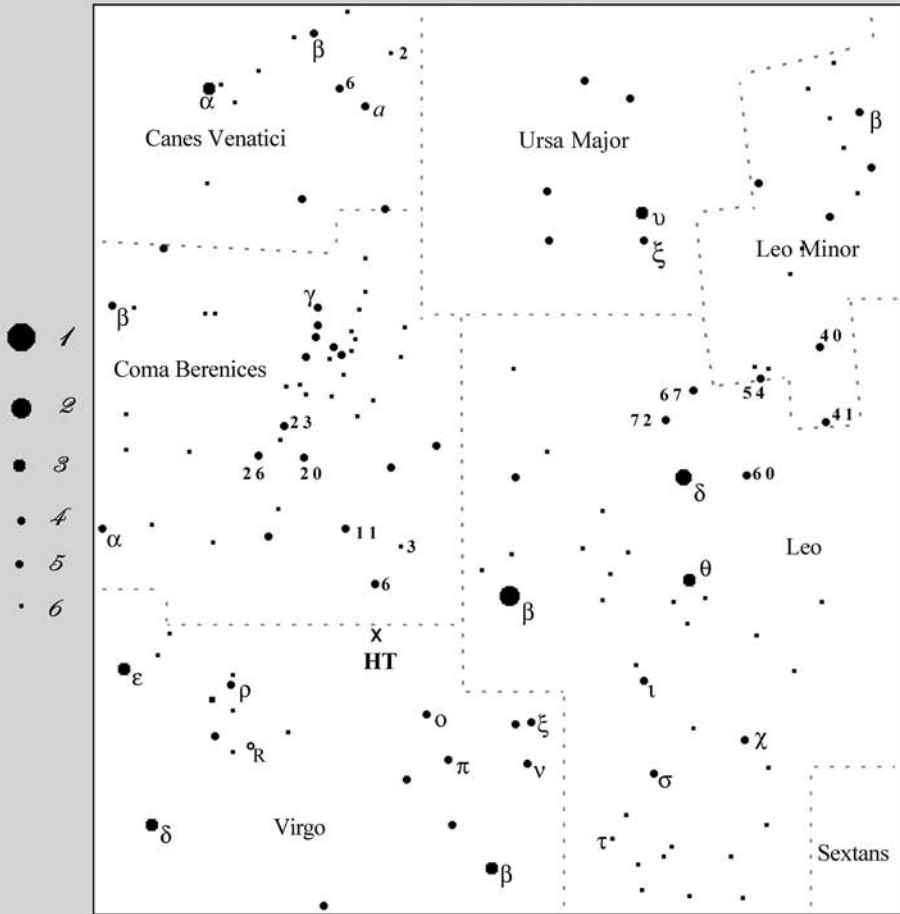 β
2
6
α
a
Canes Venatici
Ursa Major
β
υ
ξ
Leo Minor
γ
β
1
40
Coma Berenices
54
67
2
72
41
23
3
26
20
60
δ
4
α
11
3
Leo
5
6
θ
6
β
X
HT
ε
ρ
ι
ο
ξ
R
χ
π
ν
σ
δ
Virgo
τ
Sextans
β